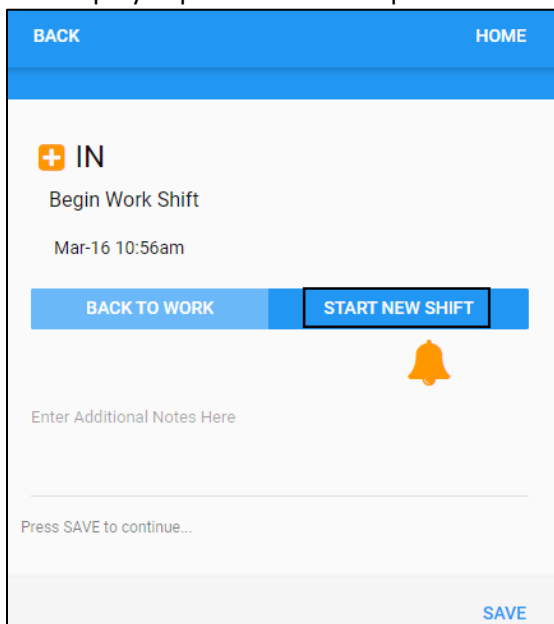 BACK HOME
IN
Begin Work Shift
Mar-16 10:56am
BACK TO WORK START NEW SHIFT
Enter Additional Notes Here
Press SAVE to continue...
SAVE